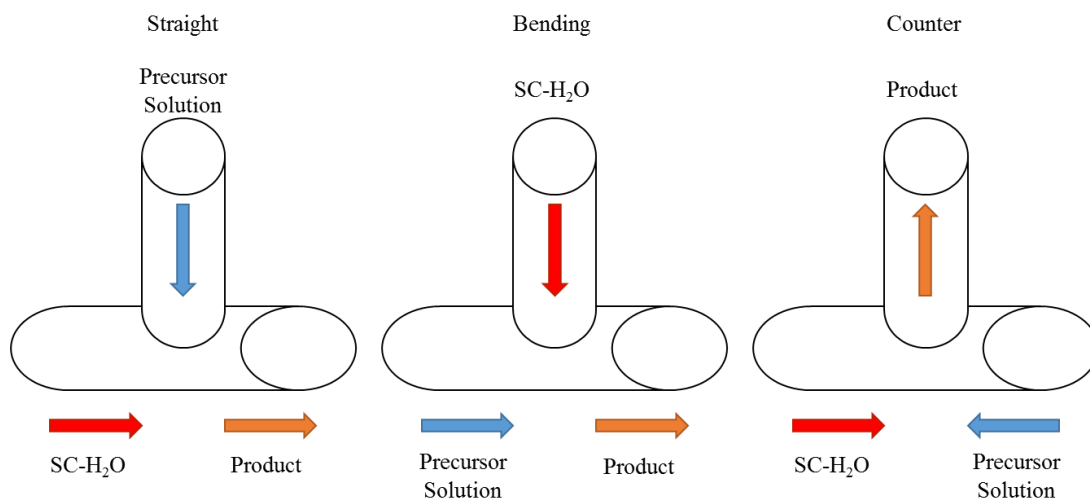 Straight
Precursor
Solution
SC-H₂O
Product
Bending
SC-H₂O
Precursor
Solution
Product
Counter
Product
SC-H₂O
Precursor
Solution